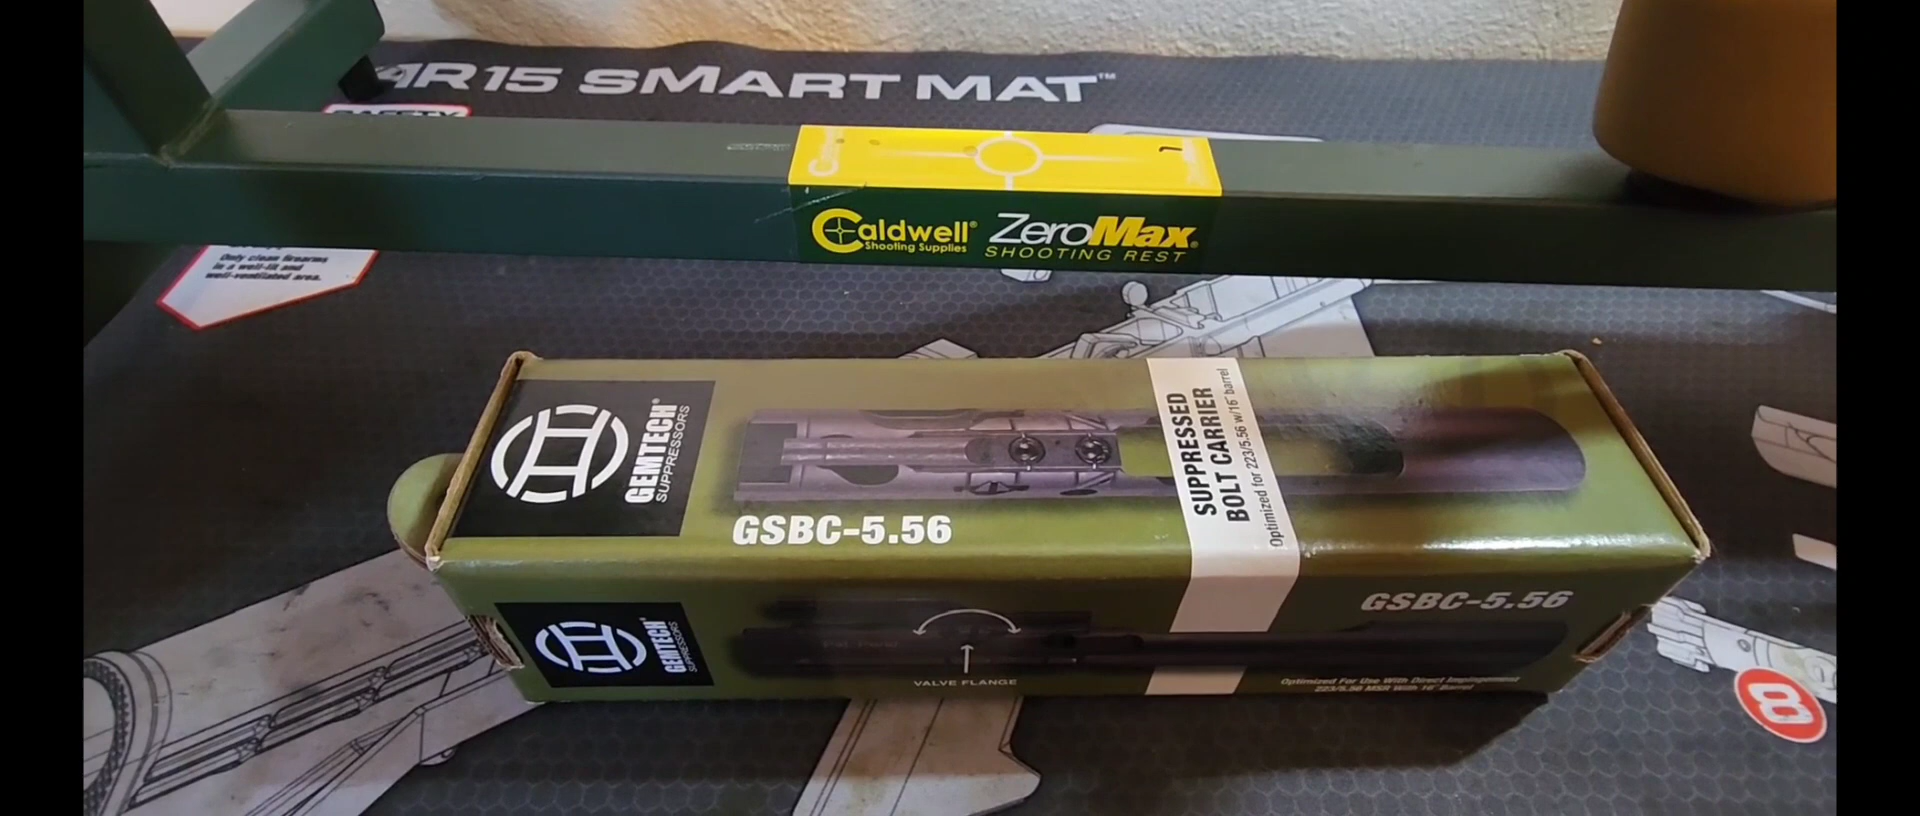 AR15 SMART MAT™
SAFETY
Only clean firearms
in a well-lit and
well-ventilated area.
Caldwell®
Shooting Supplies
ZeroMax®
SHOOTING REST
GEMTECH®
SUPPRESSORS
GSBC-5.56
SUPPRESSED
BOLT CARRIER
Optimized for 223/5.56 w/16" barrel
GEMTECH
SUPPRESSORS
VALVE FLANGE
GSBC-5.56
Optimized For Use With Direct Impingement
223/5.56 MSR With 16" Barrel
8